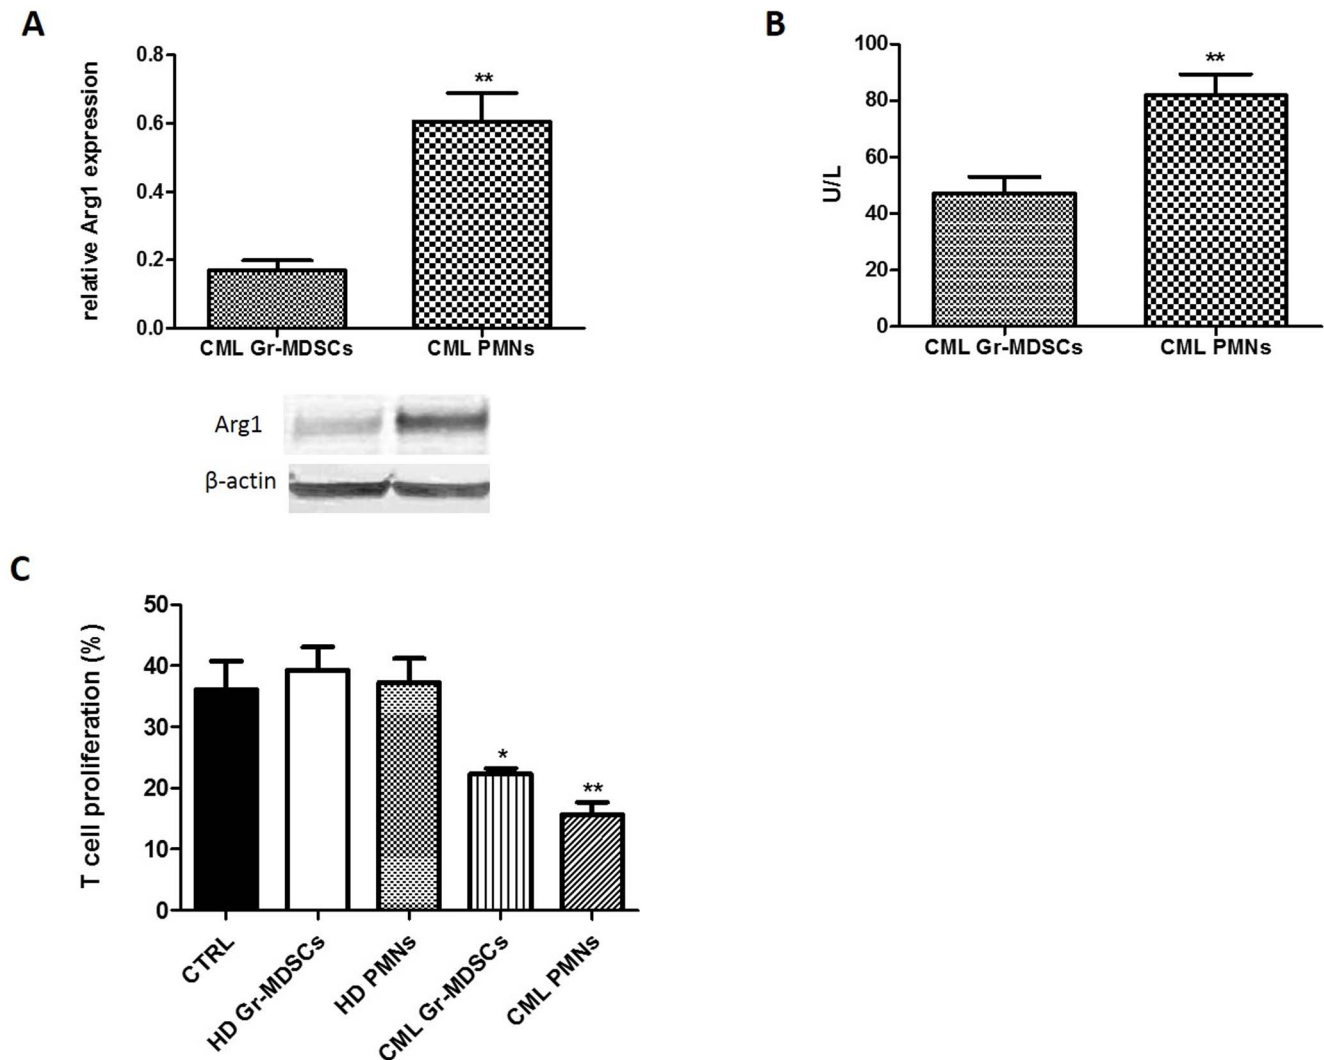 A
relative Arg1 expression
0.8
0.6
0.4
0.2
0.0
**
CML Gr-MDSCs CML PMNs
Arg1
β-actin
B
U/L
100
80
60
40
20
0
**
CML Gr-MDSCs CML PMNs
C
T cell proliferation (%)
50
40
30
20
10
0
*
**
CTRL
HD Gr-MDSCs
HD PMNs
CML Gr-MDSCs
CML PMNs